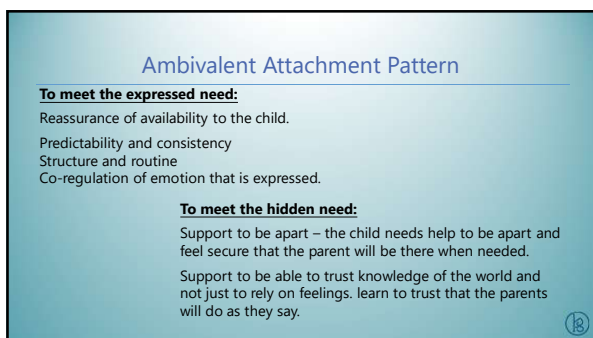 Ambivalent Attachment Pattern
To meet the expressed need:
Reassurance of availability to the child.
Predictability and consistency
Structure and routine
Co-regulation of emotion that is expressed.
To meet the hidden need:
Support to be apart – the child needs help to be apart and
feel secure that the parent will be there when needed.
Support to be able to trust knowledge of the world and
not just to rely on feelings. learn to trust that the parents
will do as they say.